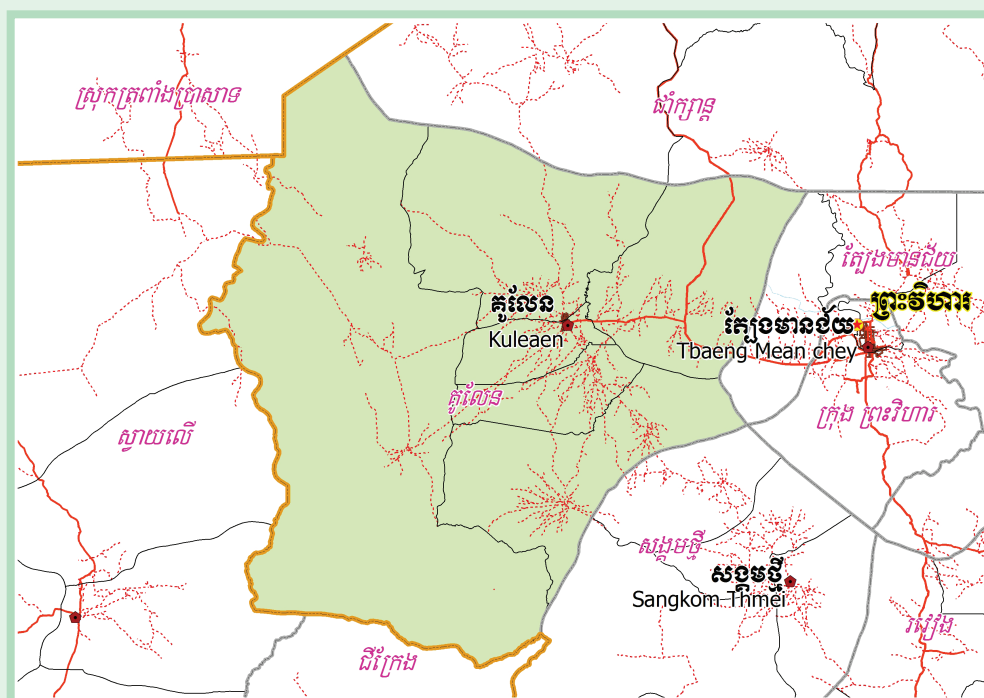 ស្រុកត្រពាំងប្រាសាទ
ជាំក្សាន្ត
ត្បែងមានជ័យ
ព្រះវិហារ
គូលែន
Kuleaen
ត្បែងមានជ័យ
Tbaeng Mean chey
គូលែន
ក្រុង ព្រះវិហារ
ស្វាយលើ
សង្គមថ្មី
សង្គមថ្មី
Sangkom Thmei
រវៀង
ជីក្រែង